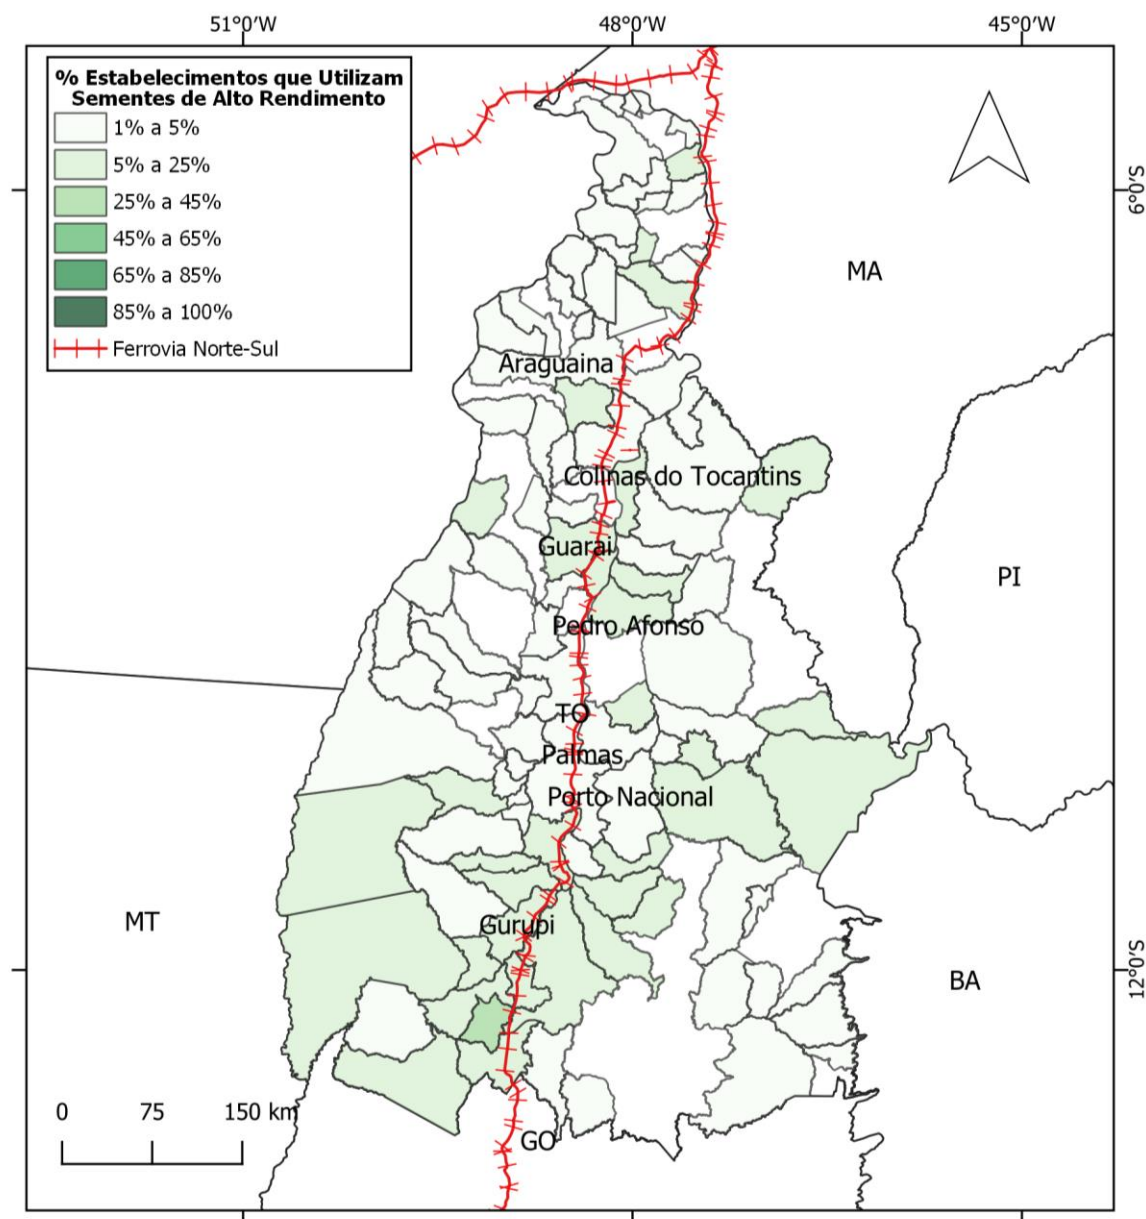 51°0′W
48°0′W
45°0′W
% Estabelecimentos que Utilizam
Sementes de Alto Rendimento
1% a 5%
5% a 25%
25% a 45%
45% a 65%
65% a 85%
85% a 100%
Ferrovia Norte-Sul
6°0′S
MA
Araguaina
Colinas do Tocantins
Guarai
PI
Pedro Afonso
TO
Palmas
Porto Nacional
MT
Gurupi
BA
12°0′S
0 75 150 km
GO